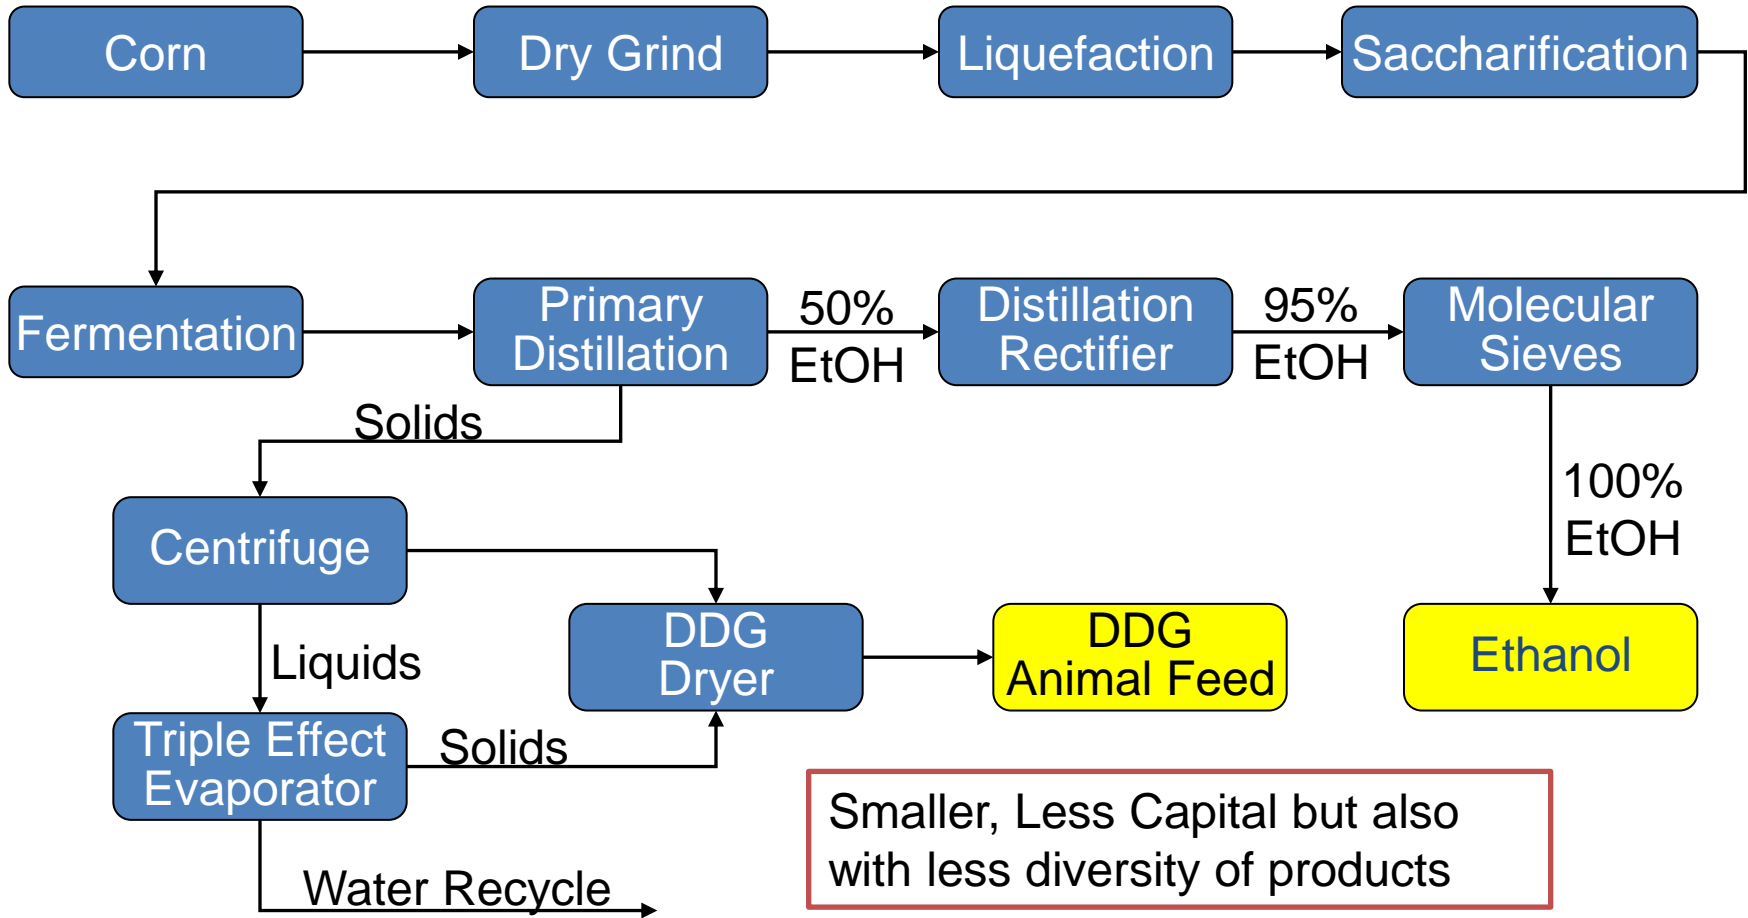 Corn
Dry Grind
Liquefaction
Saccharification
Fermentation
Primary
Distillation
50%
EtOH
Distillation
Rectifier
95%
EtOH
Molecular
Sieves
Solids
100%
EtOH
Centrifuge
Liquids
DDG
Dryer
DDG
Animal Feed
Ethanol
Triple Effect
Evaporator
Solids
Water Recycle
Smaller, Less Capital but also
with less diversity of products